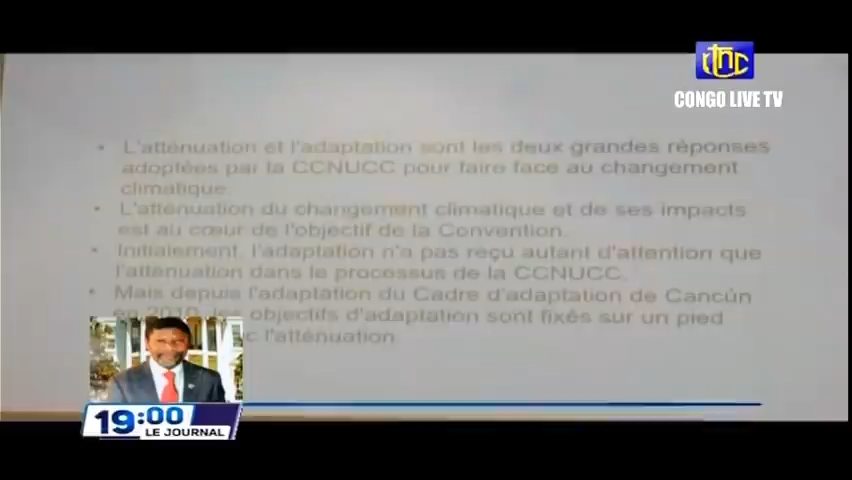 rtnc
CONGO LIVE TV
• L'atténuation et l'adaptation sont les deux grandes réponses
adoptées par la CCNUCC pour faire face au changement
climatique.
• L'atténuation du changement climatique et de ses impacts
est au cœur de l'objectif de la Convention.
• Initialement, l'adaptation n'a pas reçu autant d'attention que
l'atténuation dans le processus de la CCNUCC.
• Mais depuis l'adaptation du Cadre d'adaptation de Cancún
en objectifs d'adaptation sont fixés sur un pied
l'atténuation.
19:00
LE JOURNAL